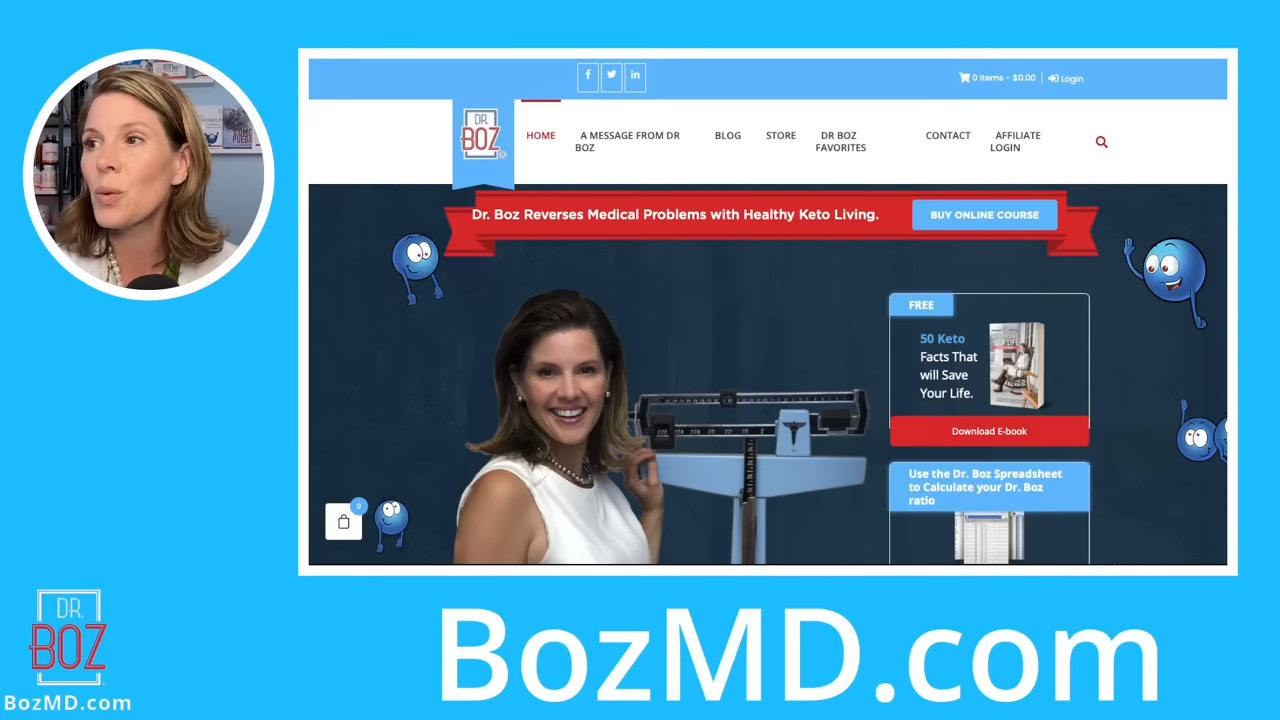 0 Items - $0.00
Login
DR.
BOZ
HOME
A MESSAGE FROM DR
BOZ
BLOG
STORE
DR BOZ
FAVORITES
CONTACT
AFFILIATE
LOGIN
Dr. Boz Reverses Medical Problems with Healthy Keto Living.
BUY ONLINE COURSE
FREE
50 Keto
Facts That
will Save
Your Life.
Download E-book
Use the Dr. Boz Spreadsheet
to Calculate your Dr. Boz
ratio
0
DR.
BOZ
BozMD.com
BozMD.com